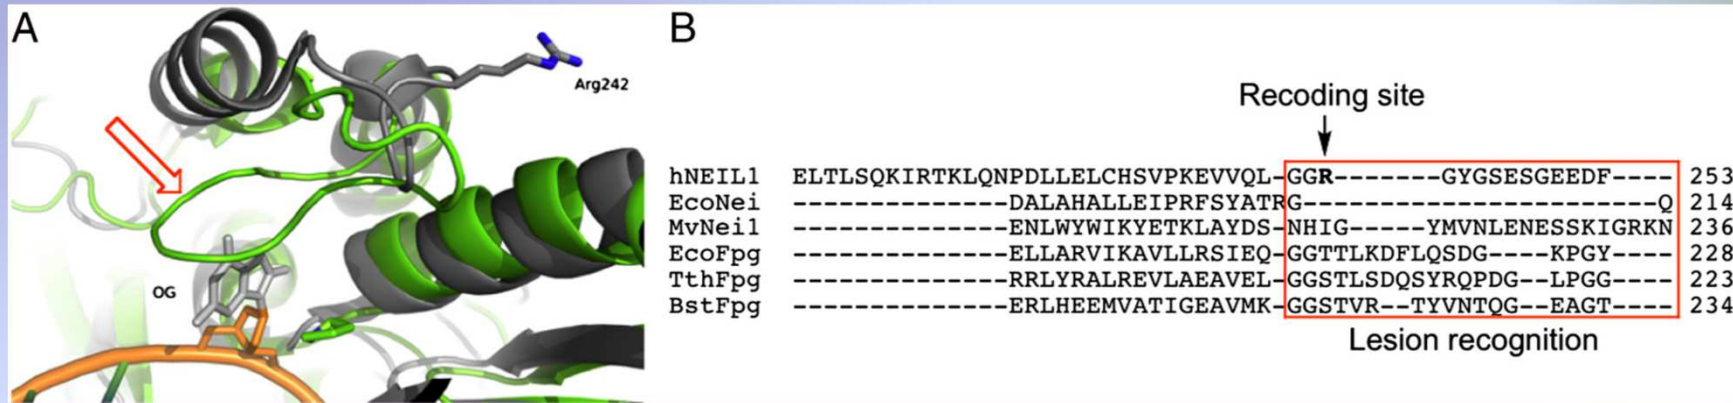 A
Arg242
OG
B
Recoding site
hNEIL1 ELTLSQKIRTKLQNPDLLELCHSVPKEVVQL-GGR-------GYGSESGEEDF---- 253
EcoNei --------------DALAHALLEIPRFSYATRG-----------------------Q 214
MvNei1 --------------ENLWYWIKYETKLAYDS-NHIG-----YMVNLENESSKIGRKN 236
EcoFpg --------------ELLARVIKAVLLRSIEQ-GGTTLKDFLQSDG----KPGY---- 228
TthFpg --------------RRLYRALREVLAEAVEL-GGSTLSDQSYRQPDG--LPGG---- 223
BstFpg --------------ERLHEEMVATIGEAVMK-GGSTVR--TYVNTQG--EAGT---- 234
Lesion recognition